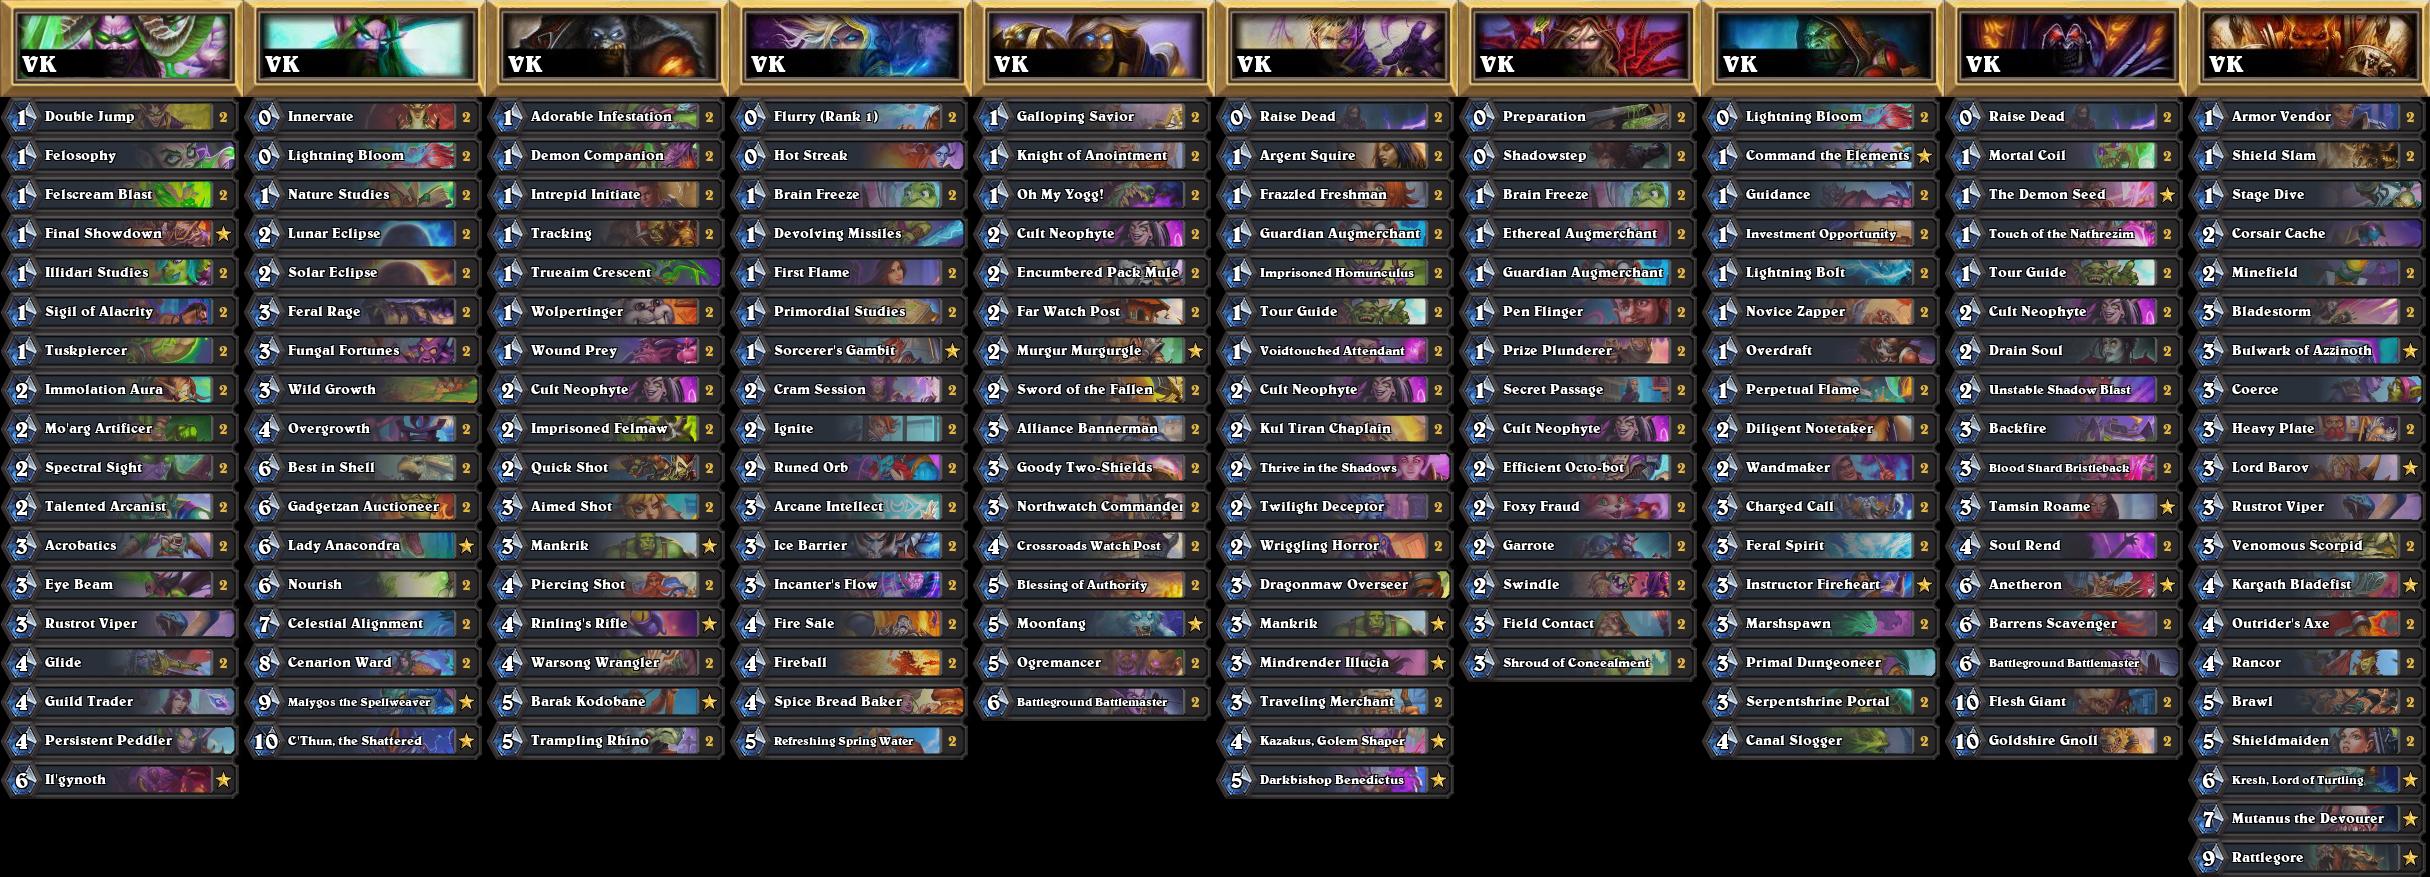 VK
1 Double Jump 2
1 Felosophy
1 Felscream Blast 2
1 Final Showdown
1 Illidari Studies 2
1 Sigil of Alacrity 2
1 Tuskpiercer 2
2 Immolation Aura 2
2 Mo'arg Artificer 2
2 Spectral Sight 2
2 Talented Arcanist 2
3 Acrobatics 2
3 Eye Beam 2
3 Rustrot Viper
4 Glide 2
4 Guild Trader
4 Persistent Peddler
6 Il'gynoth
VK
0 Innervate 2
0 Lightning Bloom 2
1 Nature Studies 2
2 Lunar Eclipse 2
2 Solar Eclipse 2
3 Feral Rage 2
3 Fungal Fortunes 2
3 Wild Growth
4 Overgrowth 2
6 Best in Shell 2
6 Gadgetzan Auctioneer 2
6 Lady Anacondra
6 Nourish 2
7 Celestial Alignment 2
8 Cenarion Ward 2
9 Malygos the Spellweaver
10 C'Thun, the Shattered
VK
1 Adorable Infestation 2
1 Demon Companion 2
1 Intrepid Initiate 2
1 Tracking 2
1 Trueaim Crescent
1 Wolpertinger 2
1 Wound Prey 2
2 Cult Neophyte 2
2 Imprisoned Felmaw 2
2 Quick Shot 2
3 Aimed Shot 2
3 Mankrik
4 Piercing Shot 2
4 Rinling's Rifle
4 Warsong Wrangler 2
5 Barak Kodobane
5 Trampling Rhino 2
VK
0 Flurry (Rank 1) 2
0 Hot Streak
1 Brain Freeze 2
1 Devolving Missiles
1 First Flame 2
1 Primordial Studies 2
1 Sorcerer's Gambit
2 Cram Session 2
2 Ignite 2
2 Runed Orb 2
3 Arcane Intellect 2
3 Ice Barrier 2
3 Incanter's Flow 2
4 Fire Sale 2
4 Fireball 2
4 Spice Bread Baker
5 Refreshing Spring Water 2
VK
1 Galloping Savior 2
1 Knight of Anointment 2
1 Oh My Yogg! 2
2 Cult Neophyte 2
2 Encumbered Pack Mule 2
2 Far Watch Post 2
2 Murgur Murgurgle
2 Sword of the Fallen 2
3 Alliance Bannerman 2
3 Goody Two-Shields 2
3 Northwatch Commander 2
4 Crossroads Watch Post 2
5 Blessing of Authority 2
5 Moonfang
5 Ogremancer 2
6 Battleground Battlemaster 2
VK
0 Raise Dead 2
1 Argent Squire 2
1 Frazzled Freshman 2
1 Guardian Augmerchant 2
1 Imprisoned Homunculus 2
1 Tour Guide 2
1 Voidtouched Attendant 2
2 Cult Neophyte 2
2 Kul Tiran Chaplain 2
2 Thrive in the Shadows
2 Twilight Deceptor 2
2 Wriggling Horror 2
3 Dragonmaw Overseer
3 Mankrik
3 Mindrender Illucia
3 Traveling Merchant 2
4 Kazakus, Golem Shaper
5 Darkbishop Benedictus
VK
0 Preparation 2
0 Shadowstep 2
1 Brain Freeze 2
1 Ethereal Augmerchant 2
1 Guardian Augmerchant 2
1 Pen Flinger 2
1 Prize Plunderer 2
1 Secret Passage 2
2 Cult Neophyte 2
2 Efficient Octo-bot 2
2 Foxy Fraud 2
2 Garrote 2
2 Swindle 2
3 Field Contact 2
3 Shroud of Concealment 2
VK
0 Lightning Bloom 2
1 Command the Elements
1 Guidance 2
1 Investment Opportunity 2
1 Lightning Bolt 2
1 Novice Zapper 2
1 Overdraft
1 Perpetual Flame 2
2 Diligent Notetaker 2
2 Wandmaker 2
3 Charged Call 2
3 Feral Spirit 2
3 Instructor Fireheart
3 Marshspawn 2
3 Primal Dungeoneer
3 Serpentshrine Portal 2
4 Canal Slogger 2
VK
0 Raise Dead 2
1 Mortal Coil 2
1 The Demon Seed
1 Touch of the Nathrezim 2
1 Tour Guide 2
2 Cult Neophyte 2
2 Drain Soul 2
2 Unstable Shadow Blast 2
3 Backfire 2
3 Blood Shard Bristleback 2
3 Tamsin Roame
4 Soul Rend 2
6 Anetheron
6 Barrens Scavenger 2
6 Battleground Battlemaster
10 Flesh Giant 2
10 Goldshire Gnoll 2
VK
1 Armor Vendor 2
1 Shield Slam 2
1 Stage Dive
2 Corsair Cache
2 Minefield 2
3 Bladestorm 2
3 Bulwark of Azzinoth
3 Coerce
3 Heavy Plate 2
3 Lord Barov
3 Rustrot Viper
3 Venomous Scorpid 2
4 Kargath Bladefist
4 Outrider's Axe 2
4 Rancor 2
5 Brawl 2
5 Shieldmaiden 2
6 Kresh, Lord of Turtling
7 Mutanus the Devourer
9 Rattlegore